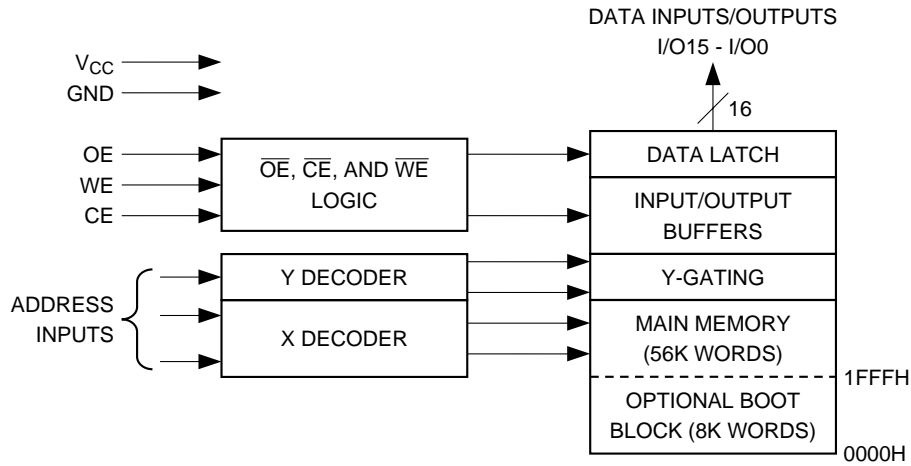 DATA INPUTS/OUTPUTS
I/O15 - I/O0
16
VCC
GND
OE
WE
CE
OE, CE, AND WE
LOGIC
DATA LATCH
INPUT/OUTPUT
BUFFERS
ADDRESS
INPUTS
Y DECODER
X DECODER
Y-GATING
MAIN MEMORY
(56K WORDS)
1FFFH
OPTIONAL BOOT
BLOCK (8K WORDS)
0000H